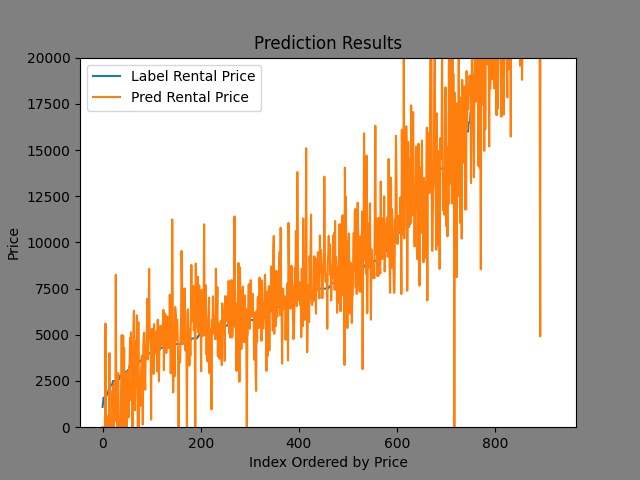 Prediction Results
20000
17500
15000
12500
10000
7500
5000
2500
0
Price
Label Rental Price
Pred Rental Price
0 200 400 600 800
Index Ordered by Price